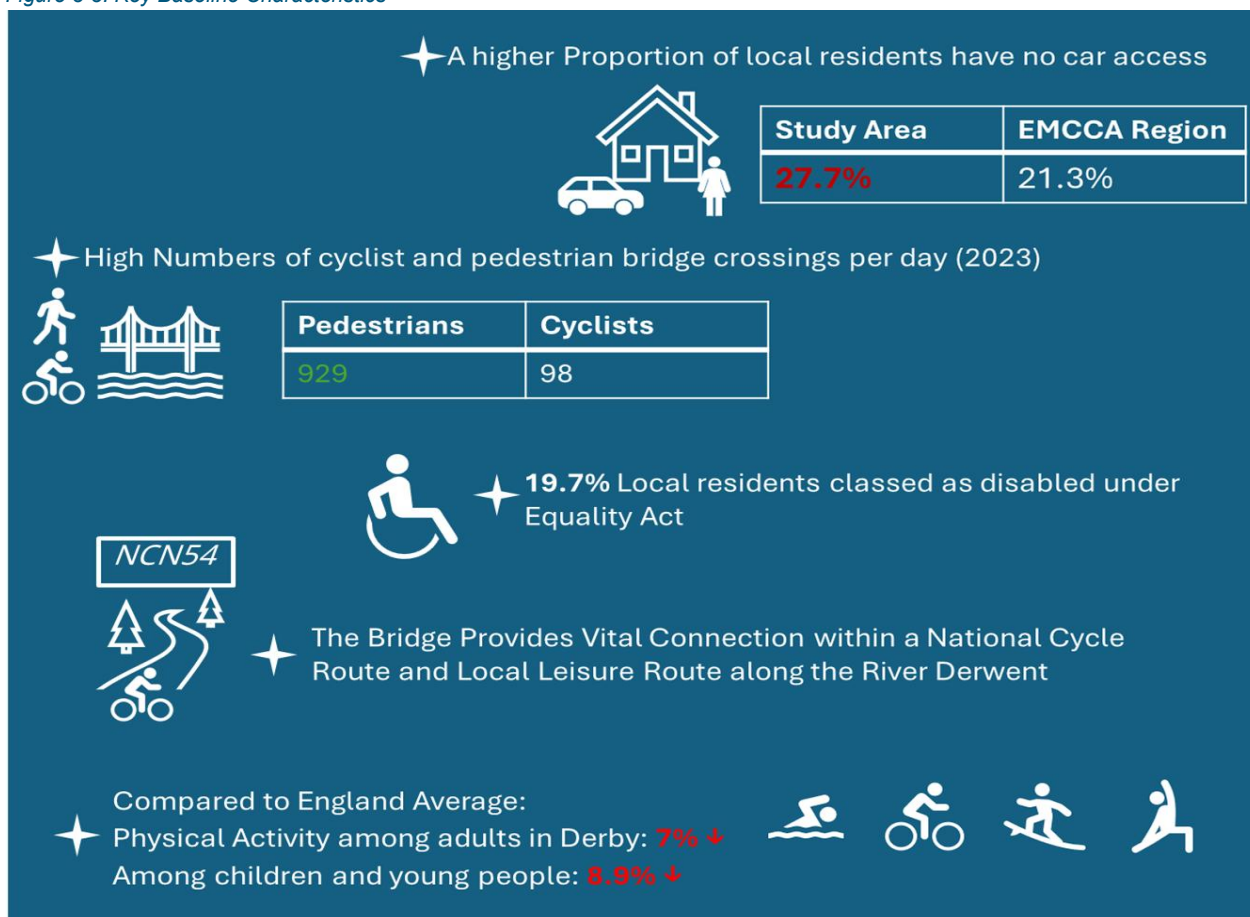 A higher Proportion of local residents have no car access
Study Area EMCCA Region
27.7% 21.3%
High Numbers of cyclist and pedestrian bridge crossings per day (2023)
Pedestrians Cyclists
929 98
19.7% Local residents classed as disabled under
Equality Act
NCN54
The Bridge Provides Vital Connection within a National Cycle
Route and Local Leisure Route along the River Derwent
Compared to England Average:
Physical Activity among adults in Derby: 7% ↓
Among children and young people: 8.9% ↓